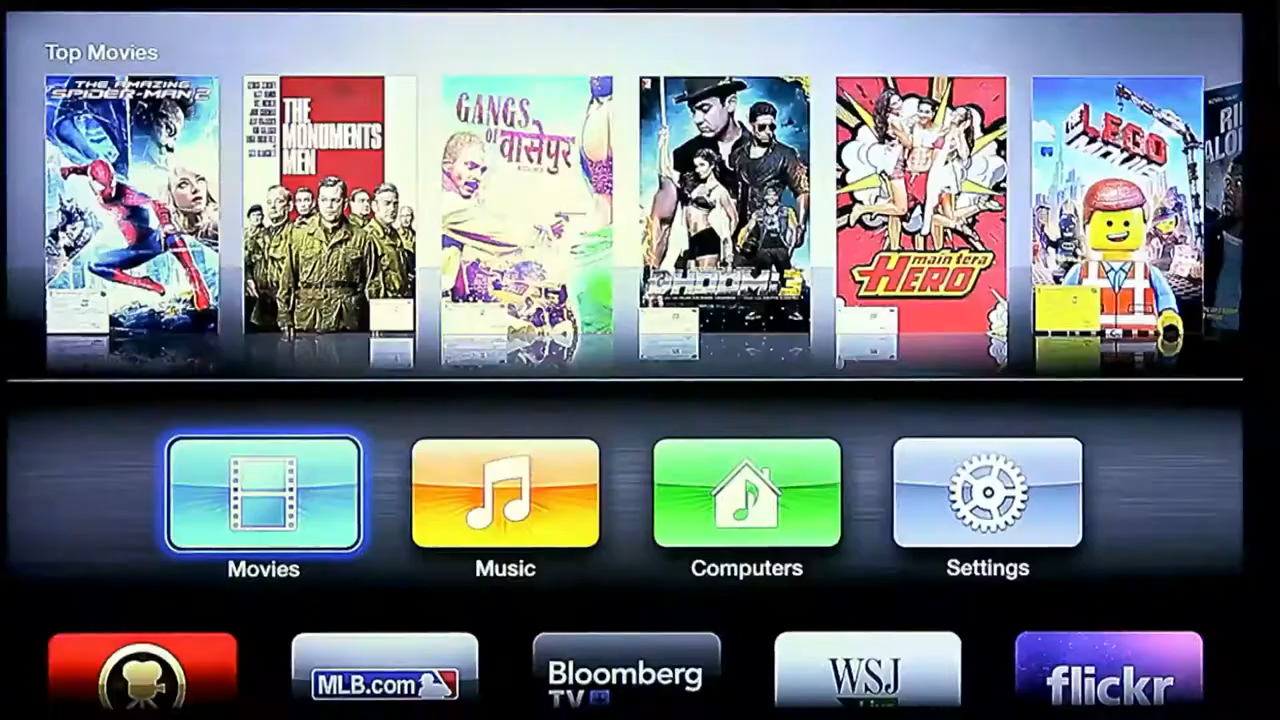 Top Movies
THE AMAZING
SPIDER-MAN 2
THE
MONUMENTS
MEN
GANGS
OF वासेपुर
DHOOM:3
main tera
HERO
THE LEGO
MOVIE
Movies
Music
Computers
Settings
MLB.com
Bloomberg
TV
WSJ
Live
flickr